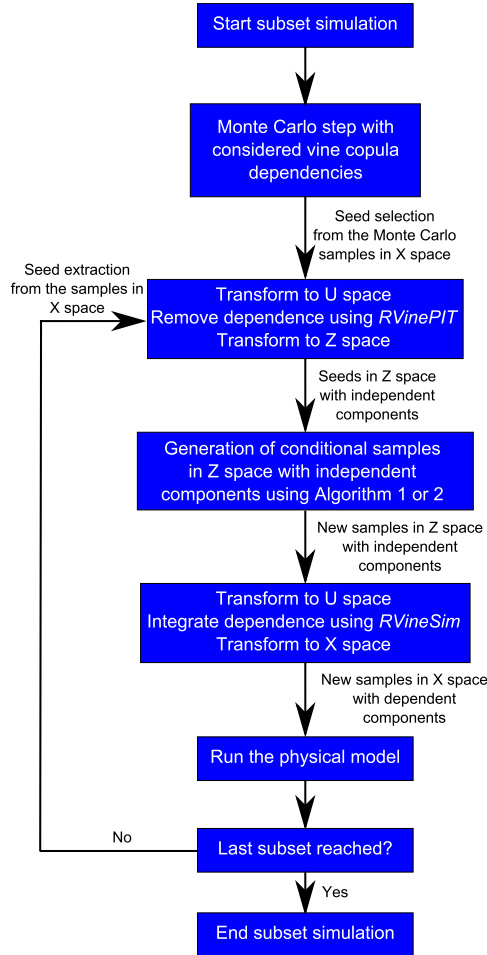 Start subset simulation
Monte Carlo step with
considered vine copula
dependencies
Seed selection
from the Monte Carlo
samples in X space
Seed extraction
from the samples in
X space
Transform to U space
Remove dependence using RVinePIT
Transform to Z space
Seeds in Z space
with independent
components
Generation of conditional samples
in Z space with independent
components using Algorithm 1 or 2
New samples in Z space
with independent
components
Transform to U space
Integrate dependence using RVineSim
Transform to X space
New samples in X space
with dependent
components
Run the physical model
Last subset reached?
No
Yes
End subset simulation